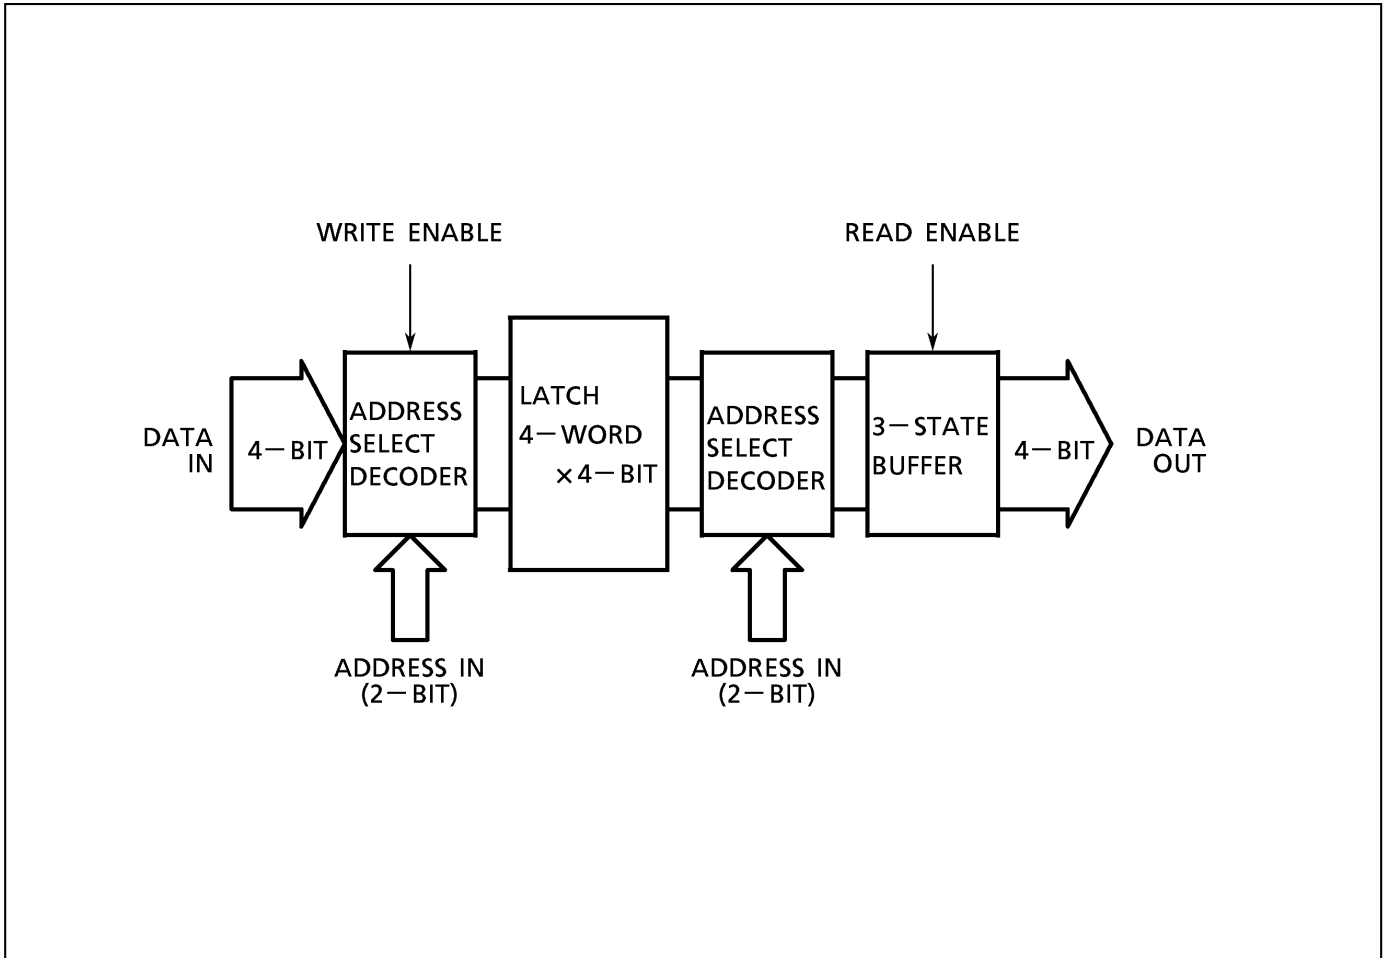 WRITE ENABLE
READ ENABLE
DATA
IN
4—BIT
ADDRESS
SELECT
DECODER
LATCH
4—WORD
×4—BIT
ADDRESS
SELECT
DECODER
3—STATE
BUFFER
4—BIT
DATA
OUT
ADDRESS IN
(2—BIT)
ADDRESS IN
(2—BIT)